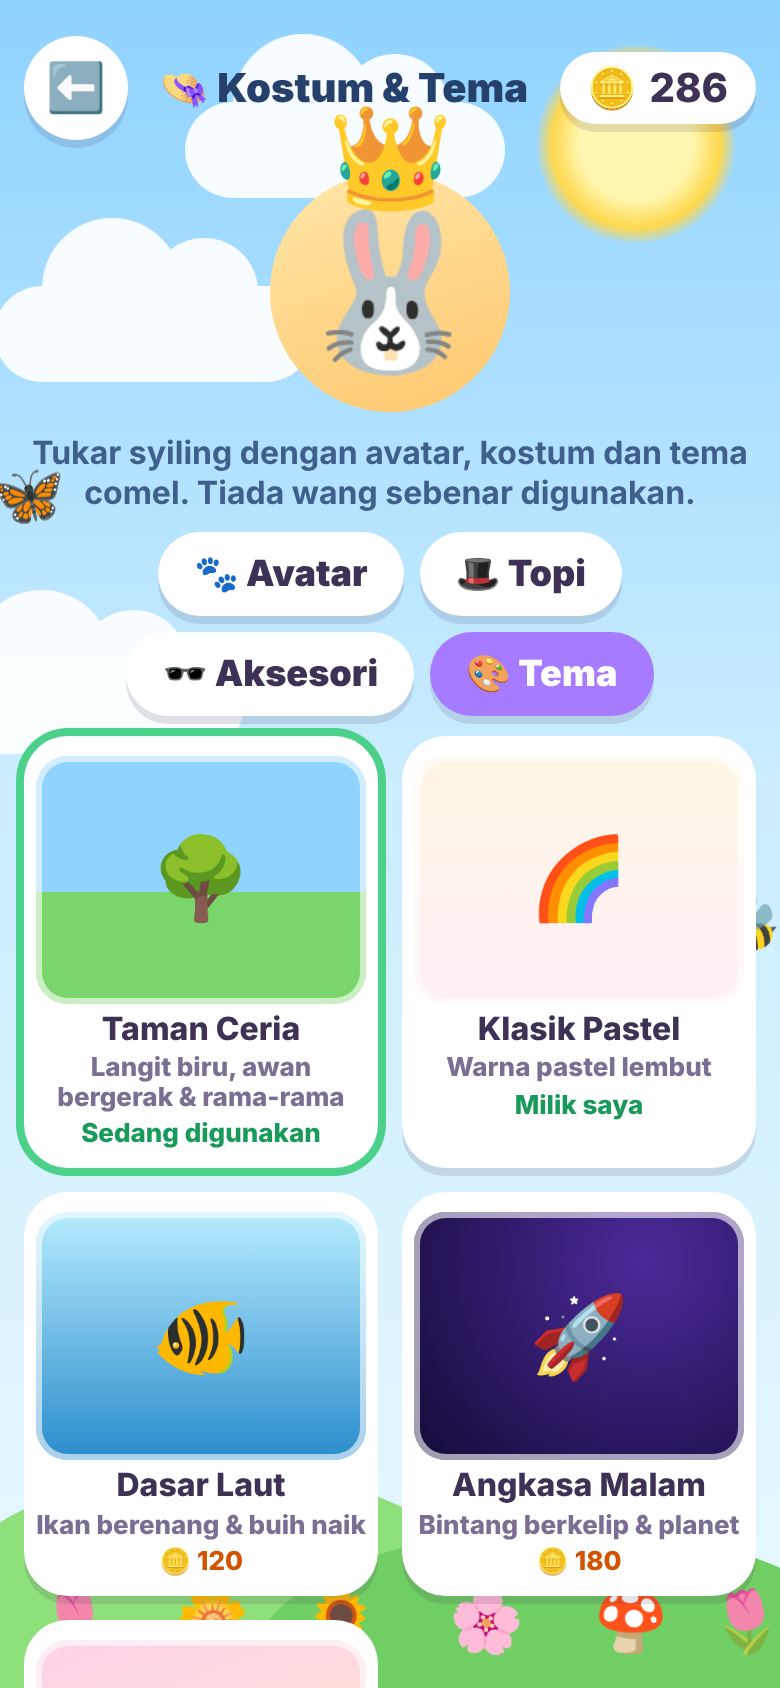 Kostum & Tema
286
Tukar syiling dengan avatar, kostum dan tema
comel. Tiada wang sebenar digunakan.
Avatar
Topi
Aksesori
Tema
Taman Ceria
Langit biru, awan
bergerak & rama-rama
Sedang digunakan
Klasik Pastel
Warna pastel lembut
Milik saya
Dasar Laut
Ikan berenang & buih naik
120
Angkasa Malam
Bintang berkelip & planet
180